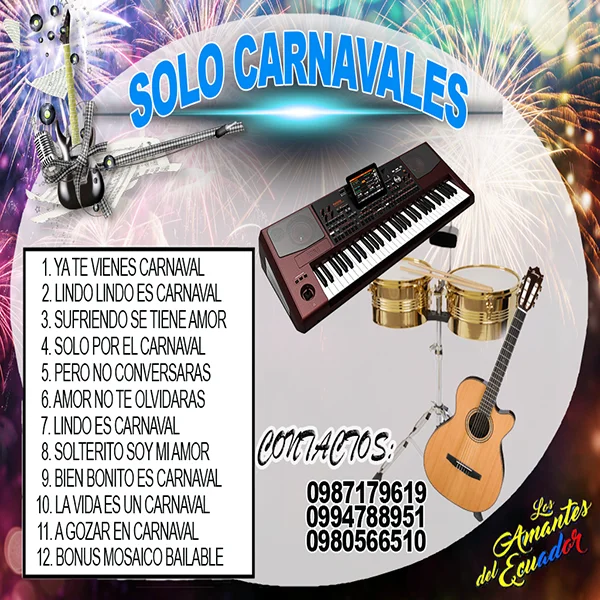 SOLO CARNAVALES
1. YA TE VIENES CARNAVAL
2. LINDO LINDO ES CARNAVAL
3. SUFRIENDO SE TIENE AMOR
4. SOLO POR EL CARNAVAL
5. PERO NO CONVERSARAS
6. AMOR NO TE OLVIDARAS
7. LINDO ES CARNAVAL
8. SOLTERITO SOY MI AMOR
9. BIEN BONITO ES CARNAVAL
10. LA VIDA ES UN CARNAVAL
11. A GOZAR EN CARNAVAL
12. BONUS MOSAICO BAILABLE
CONTACTOS:
0987179619
0994788951
0980566510
Los
Amantes
del Ecuador